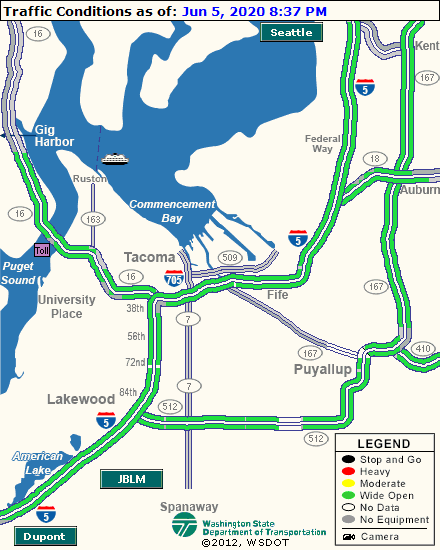 Traffic Conditions as of: Jun 5, 2020 8:37 PM
Seattle
16
Kent
167
5
Gig
Harbor
Federal
Way
18
Ruston
Auburn
16
163
Commencement
Bay
5
Toll
Tacoma
509
Puget
Sound
16
705
167
University
Place
Fife
38th
7
56th
167
410
72nd
Puyallup
7
84th
Lakewood
512
5
512
American
Lake
JBLM
LEGEND
Stop and Go
Heavy
Moderate
Wide Open
No Data
No Equipment
Camera
Spanaway
5
Dupont
Washington State
Department of Transportation
©2012, WSDOT